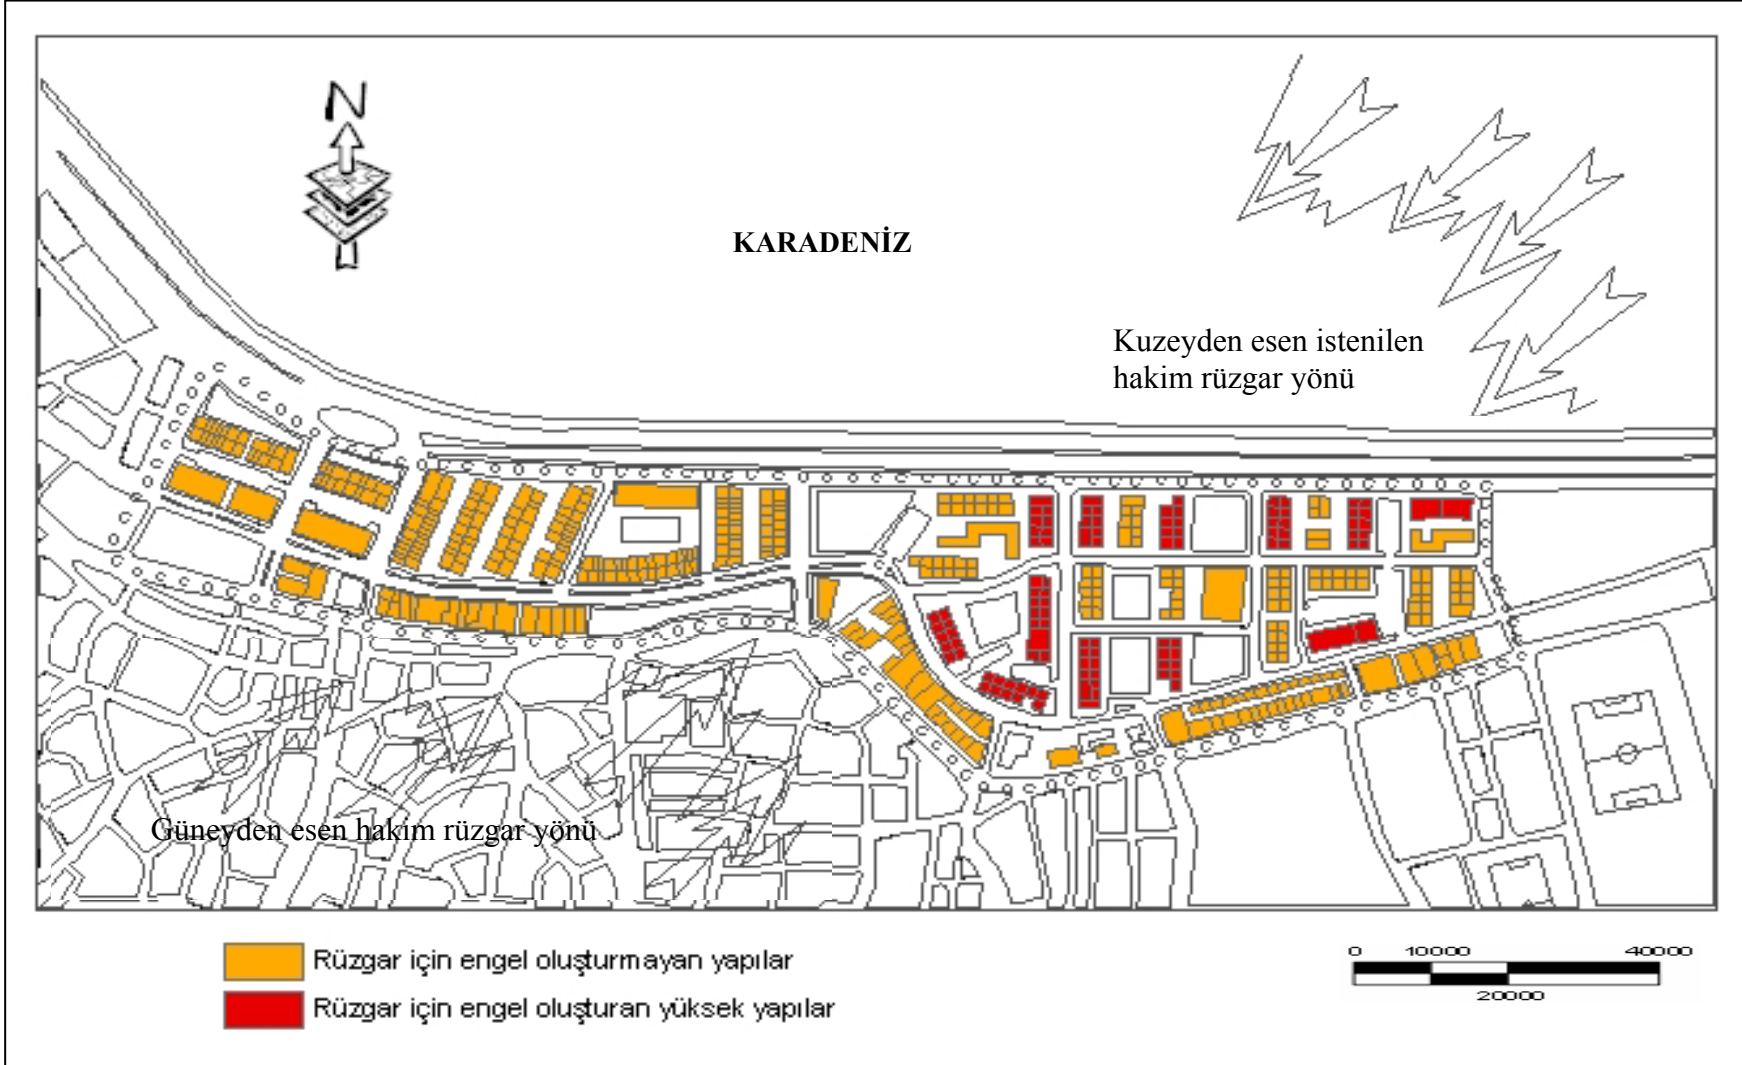 N
KARADENİZ
Kuzeyden esen istenilen
hakim rüzgar yönü
Güneyden esen hakim rüzgar yönü
Rüzgar için engel oluşturmayan yapılar
Rüzgar için engel oluşturan yüksek yapılar
0 10000 40000
20000